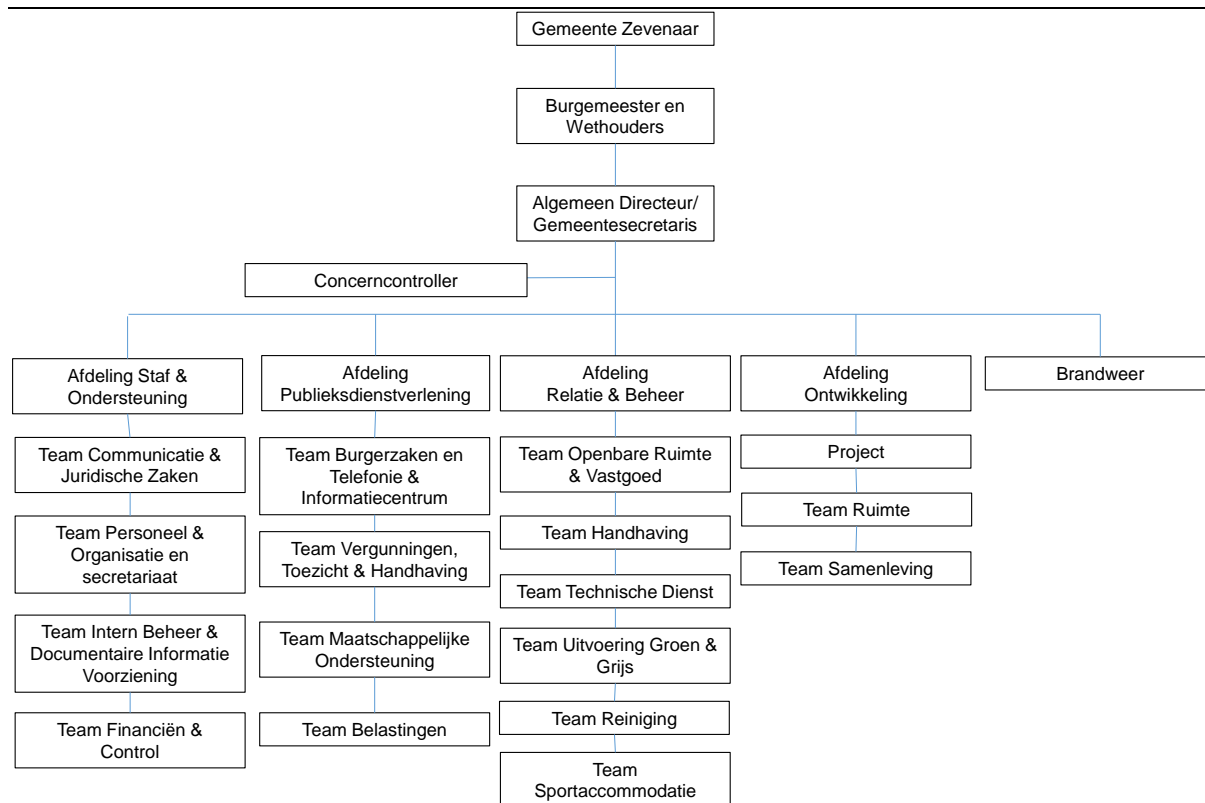 Gemeente Zevenaar
Burgemeester en
Wethouders
Algemeen Directeur/
Gemeentesecretaris
Concerncontroller
Afdeling Staf &
Ondersteuning
Team Communicatie &
Juridische Zaken
Team Personeel &
Organisatie en
secretariaat
Team Intern Beheer &
Documentaire Informatie
Voorziening
Team Financiën &
Control
Afdeling
Publieksdienstverlening
Team Burgerzaken en
Telefonie &
Informatiecentrum
Team Vergunningen,
Toezicht & Handhaving
Team Maatschappelijke
Ondersteuning
Team Belastingen
Afdeling
Relatie & Beheer
Team Openbare Ruimte
& Vastgoed
Team Handhaving
Team Technische Dienst
Team Uitvoering Groen &
Grijs
Team Reiniging
Team
Sportaccommodatie
Afdeling
Ontwikkeling
Project
Team Ruimte
Team Samenleving
Brandweer